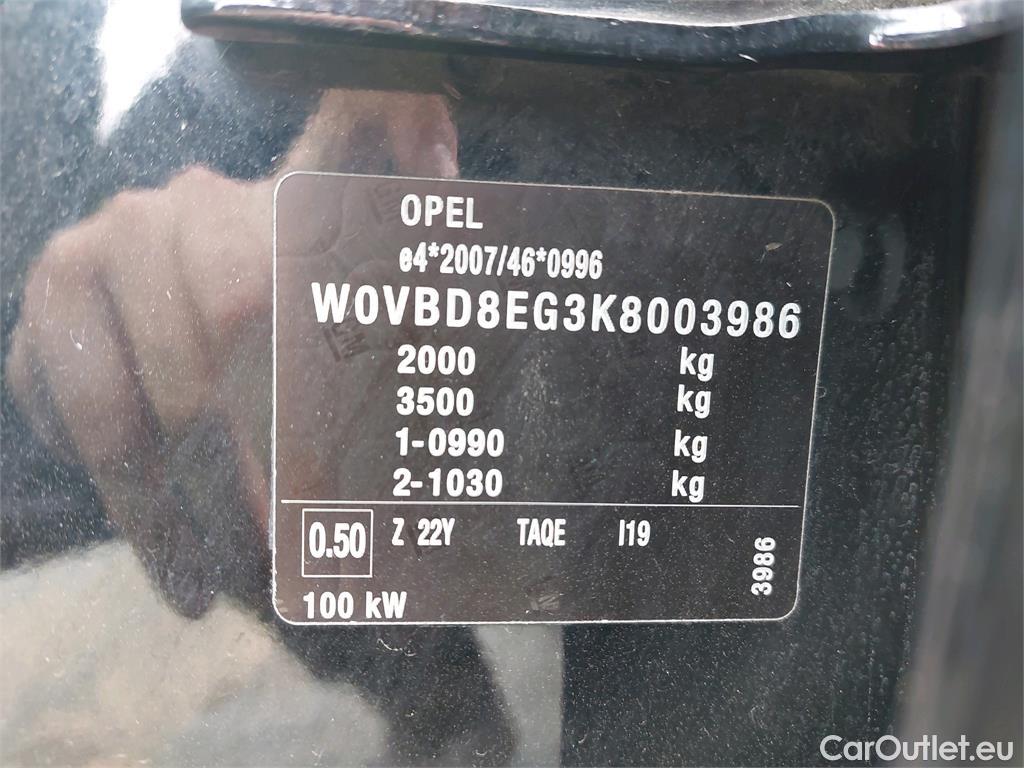 OPEL
e4*2007/46*0996
W0VBD8EG3K8003986
2000 kg
3500 kg
1-0990 kg
2-1030 kg
0.50 Z 22Y TAQE I19
3986
100 kW
CarOutlet.eu